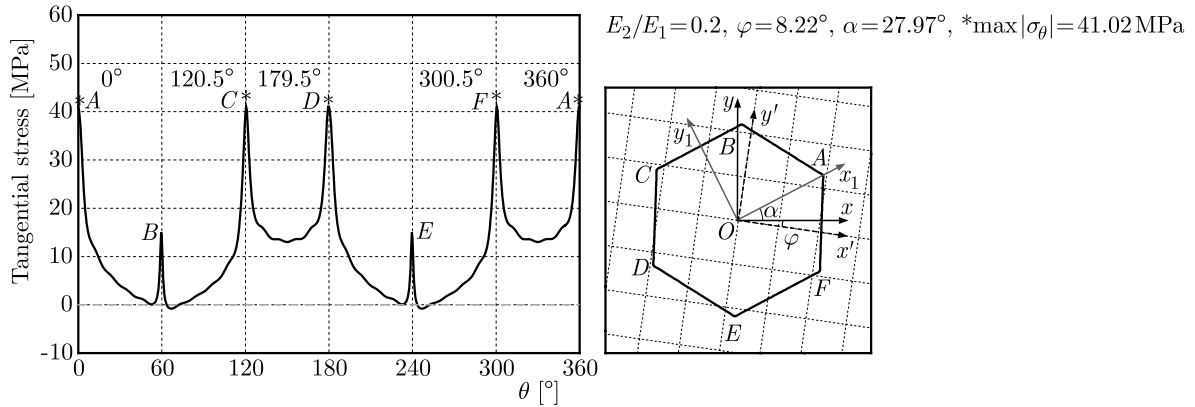 E₂/E₁=0.2, φ=8.22°, α=27.97°, *max|σθ|=41.02 MPa
Tangential stress [MPa]
60
50
40
30
20
10
0
-10
0° 120.5° 179.5° 300.5° 360°
*A C* D* F* A*
B E
0 60 120 180 240 300 360
θ [°]
y y′
y₁ B A
C x₁
α x
O φ x′
D F
E